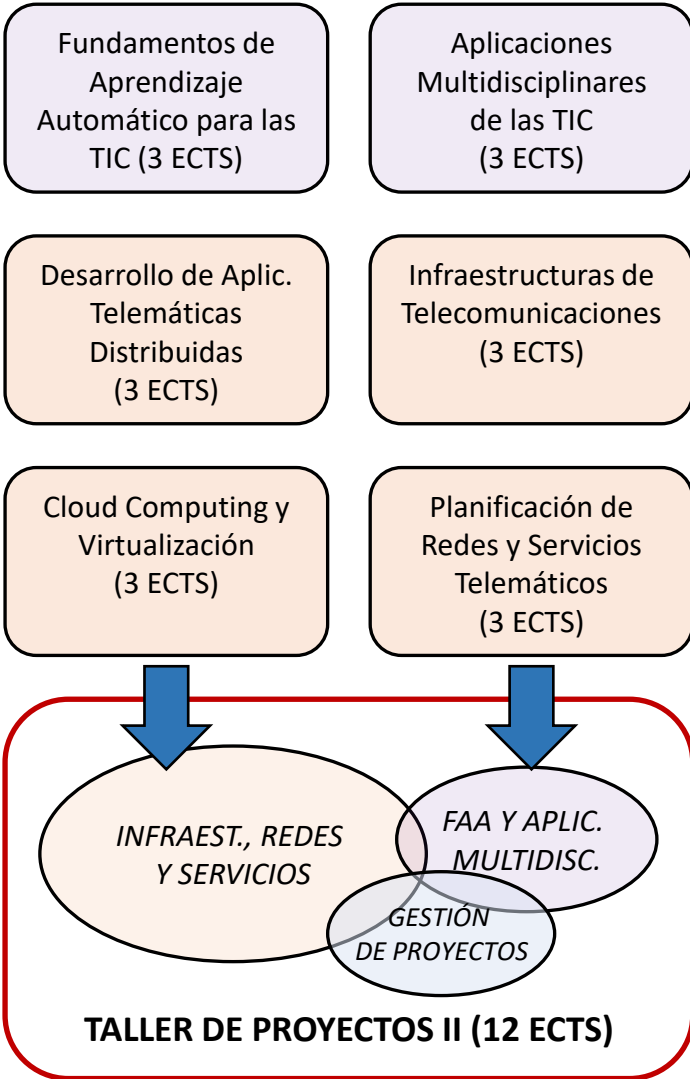 Fundamentos de
Aprendizaje
Automático para las
TIC (3 ECTS)
Aplicaciones
Multidisciplinares
de las TIC
(3 ECTS)
Desarrollo de Aplic.
Telemáticas
Distribuidas
(3 ECTS)
Infraestructuras de
Telecomunicaciones
(3 ECTS)
Cloud Computing y
Virtualización
(3 ECTS)
Planificación de
Redes y Servicios
Telemáticos
(3 ECTS)
INFRAEST., REDES
Y SERVICIOS
FAA Y APLIC.
MULTIDISC.
GESTIÓN
DE PROYECTOS
TALLER DE PROYECTOS II (12 ECTS)